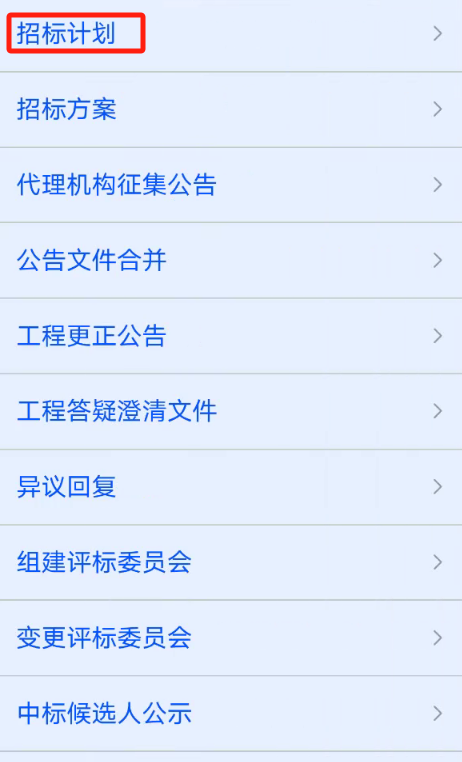 招标计划
招标方案
代理机构征集公告
公告文件合并
工程更正公告
工程答疑澄清文件
异议回复
组建评标委员会
变更评标委员会
中标候选人公示